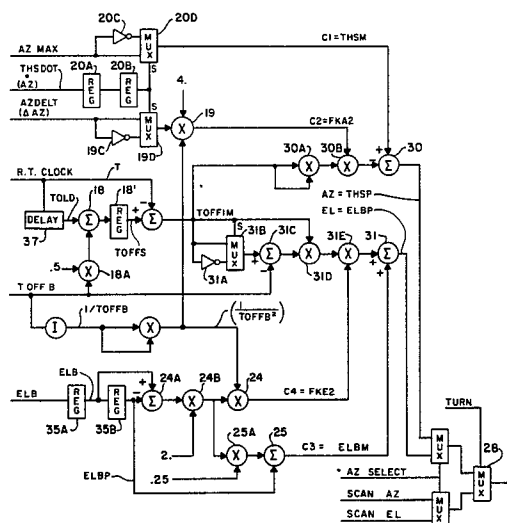 20C
20D
MUX
AZ MAX
S
C1=THSM
THSDOT
(AZ)
20A
REG
20B
REG
4.
AZDELT
(Δ AZ)
S
MUX
19C
19D
X
19
C2=FKA2
30A
X
30B
X
+
-
Σ
30
R.T. CLOCK
T
DELAY
37
TOLD
18
Σ
18'
REG
+
-
Σ
TOFFS
TOFF1M
S
31B
MUX
31A
31C
+
-
Σ
X
31D
31E
X
31
+
+
Σ
AZ = THSP
EL= ELBP
.5
X
18A
T OFF B
I
1/TOFFB
X
(1/TOFFB²)
ELB
REG
35A
ELB
REG
35B
+
-
Σ
24A
24B
X
24
X
C4 = FKE2
2.
ELBP
.25
25A
X
25
Σ
C3 = ELBM
TURN
MUX
AZ SELECT
SCAN AZ
SCAN EL
MUX
MUX
28